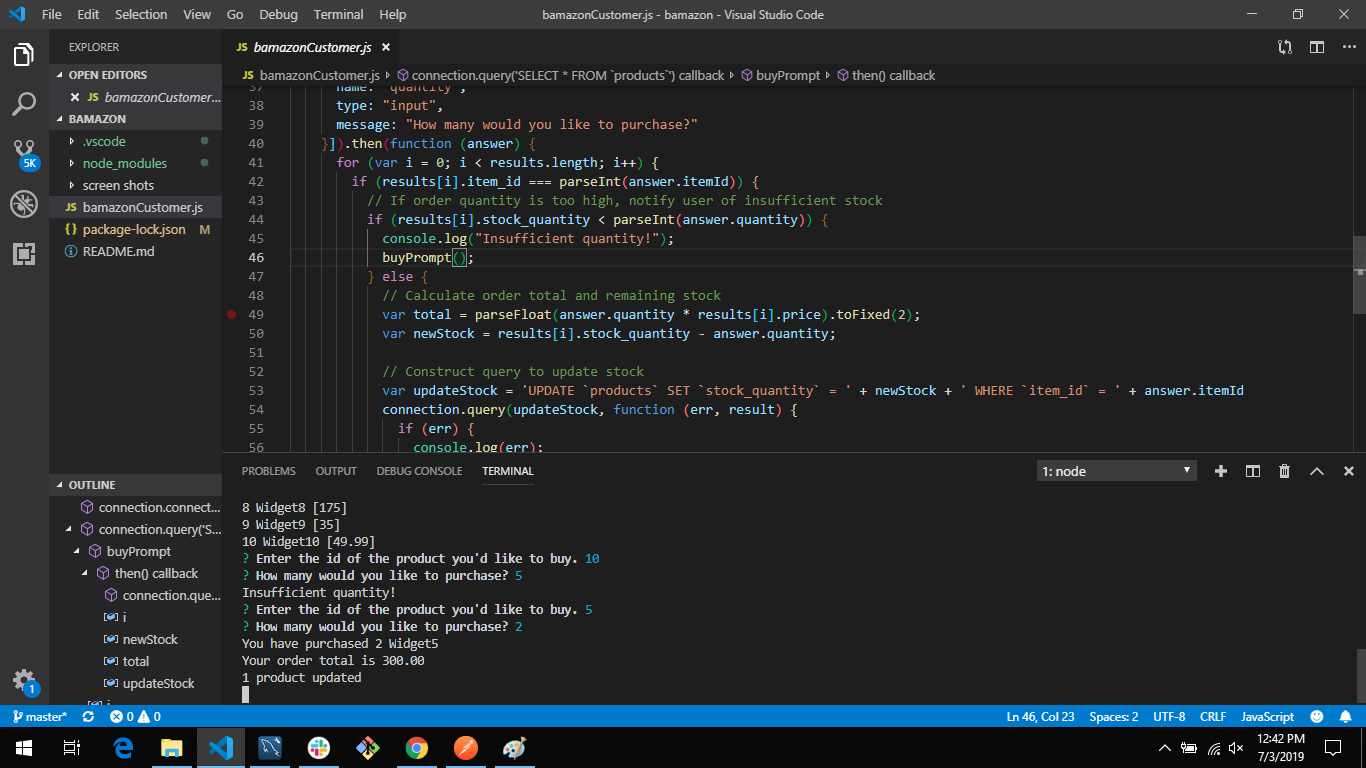 File Edit Selection View Go Debug Terminal Help
bamazonCustomer.js - bamazon - Visual Studio Code
EXPLORER
OPEN EDITORS
JS bamazonCustomer...
BAMAZON
.vscode
node_modules
screen shots
JS bamazonCustomer.js
{} package-lock.json M
README.md
5K
OUTLINE
connection.connect...
connection.query('S...
buyPrompt
then() callback
connection.que...
i
newStock
total
updateStock
i
1
JS bamazonCustomer.js
JS bamazonCustomer.js connection.query('SELECT * FROM `products`') callback buyPrompt then() callback
37 name: "quantity",
38 type: "input",
39 message: "How many would you like to purchase?"
40 }]).then(function (answer) {
41 for (var i = 0; i < results.length; i++) {
42 if (results[i].item_id === parseInt(answer.itemId)) {
43 // If order quantity is too high, notify user of insufficient stock
44 if (results[i].stock_quantity < parseInt(answer.quantity)) {
45 console.log("Insufficient quantity!");
46 buyPrompt();
47 } else {
48 // Calculate order total and remaining stock
49 var total = parseFloat(answer.quantity * results[i].price).toFixed(2);
50 var newStock = results[i].stock_quantity - answer.quantity;
51
52 // Construct query to update stock
53 var updateStock = 'UPDATE `products` SET `stock_quantity` = ' + newStock + ' WHERE `item_id` = ' + answer.itemId
54 connection.query(updateStock, function (err, result) {
55 if (err) {
56 console.log(err);
PROBLEMS OUTPUT DEBUG CONSOLE TERMINAL
1: node
8 Widget8 [175]
9 Widget9 [35]
10 Widget10 [49.99]
? Enter the id of the product you'd like to buy. 10
? How many would you like to purchase? 5
Insufficient quantity!
? Enter the id of the product you'd like to buy. 5
? How many would you like to purchase? 2
You have purchased 2 Widget5
Your order total is 300.00
1 product updated
master* 0 0
Ln 46, Col 23 Spaces: 2 UTF-8 CRLF JavaScript
12:42 PM
7/3/2019